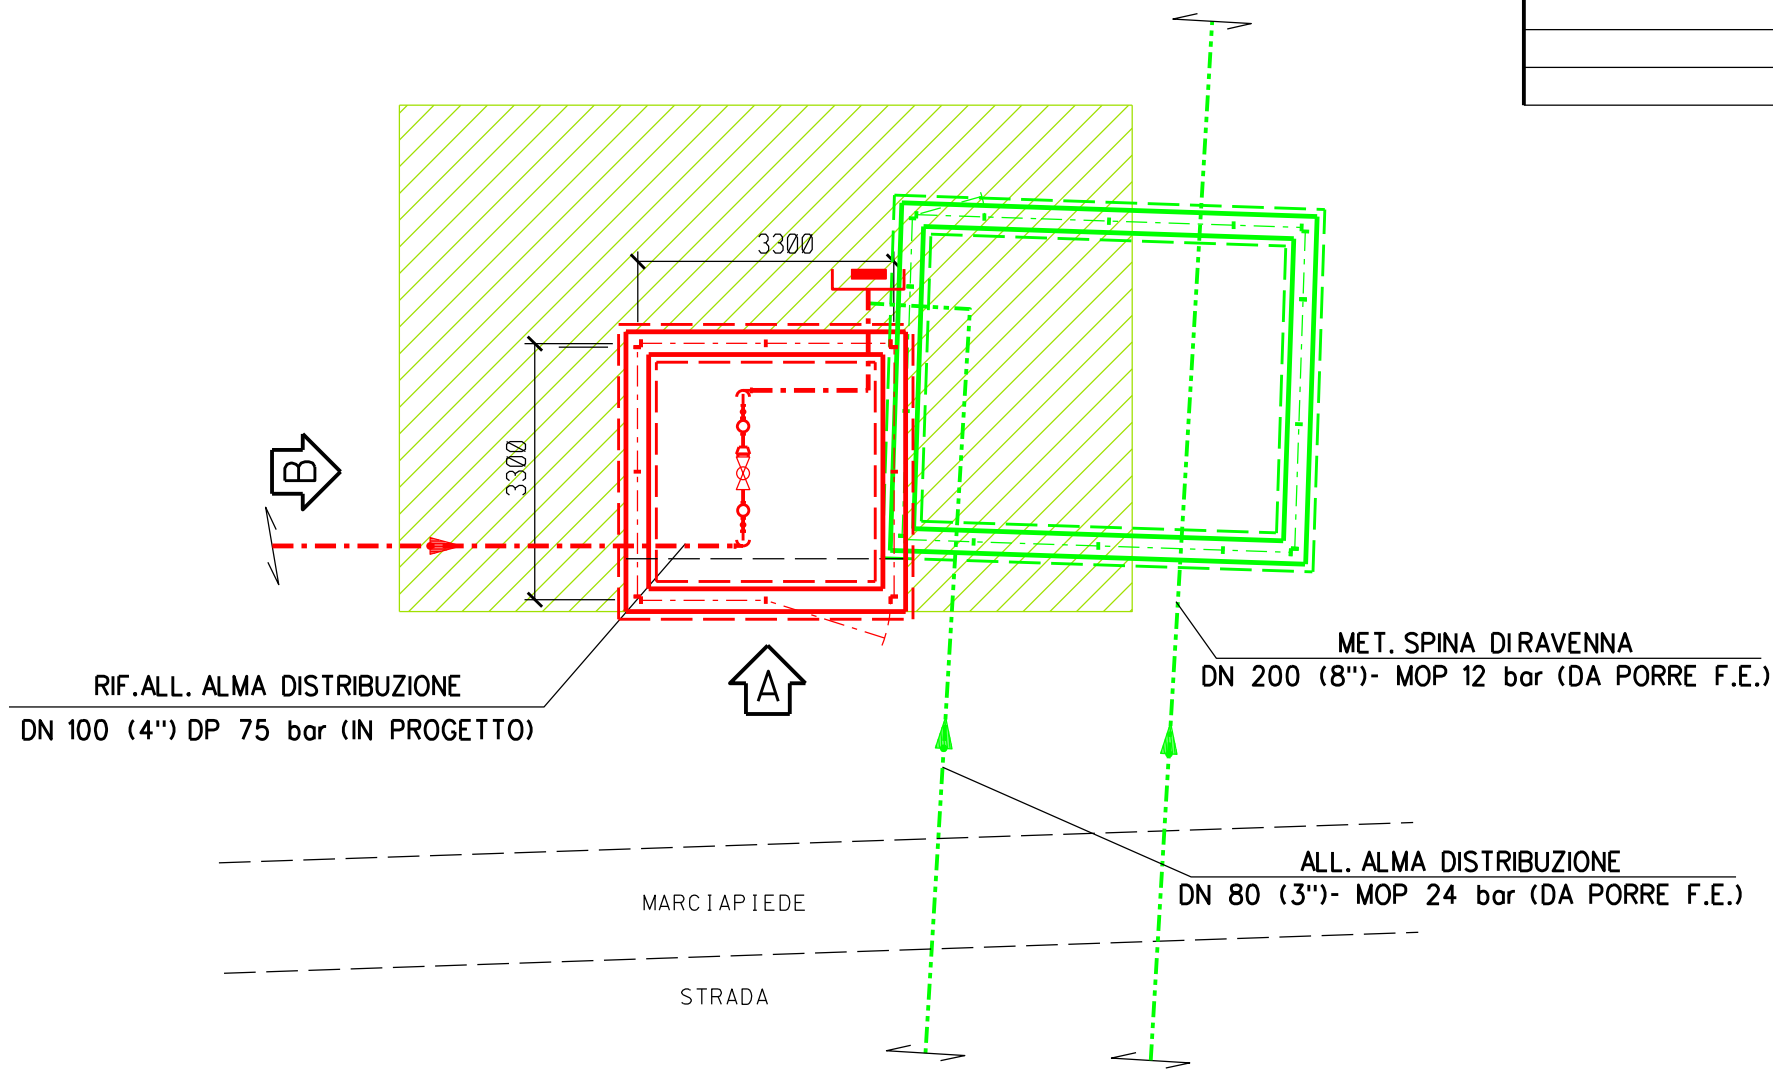 3300
3300
B
RIF.ALL. ALMA DISTRIBUZIONE
DN 100 (4") DP 75 bar (IN PROGETTO)
A
MET. SPINA DI RAVENNA
DN 200 (8")- MOP 12 bar (DA PORRE F.E.)
ALL. ALMA DISTRIBUZIONE
DN 80 (3")- MOP 24 bar (DA PORRE F.E.)
MARCIAPIEDE
STRADA